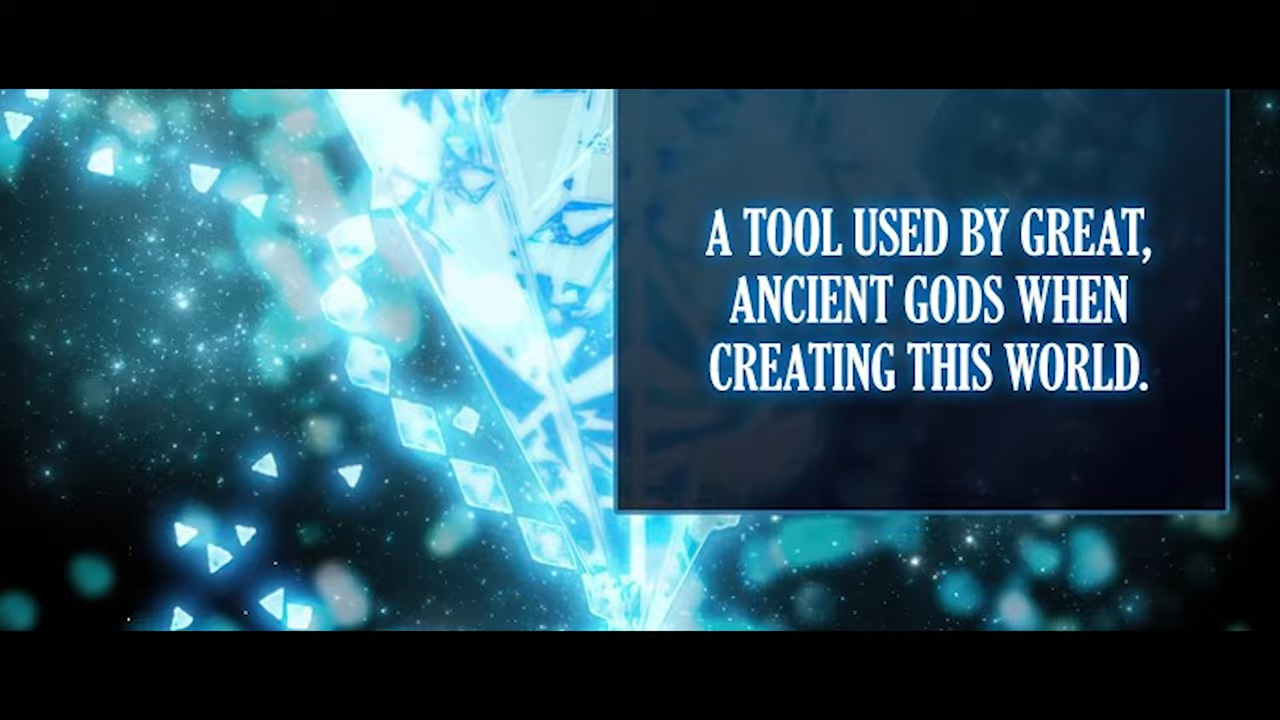 A TOOL USED BY GREAT,
ANCIENT GODS WHEN
CREATING THIS WORLD.